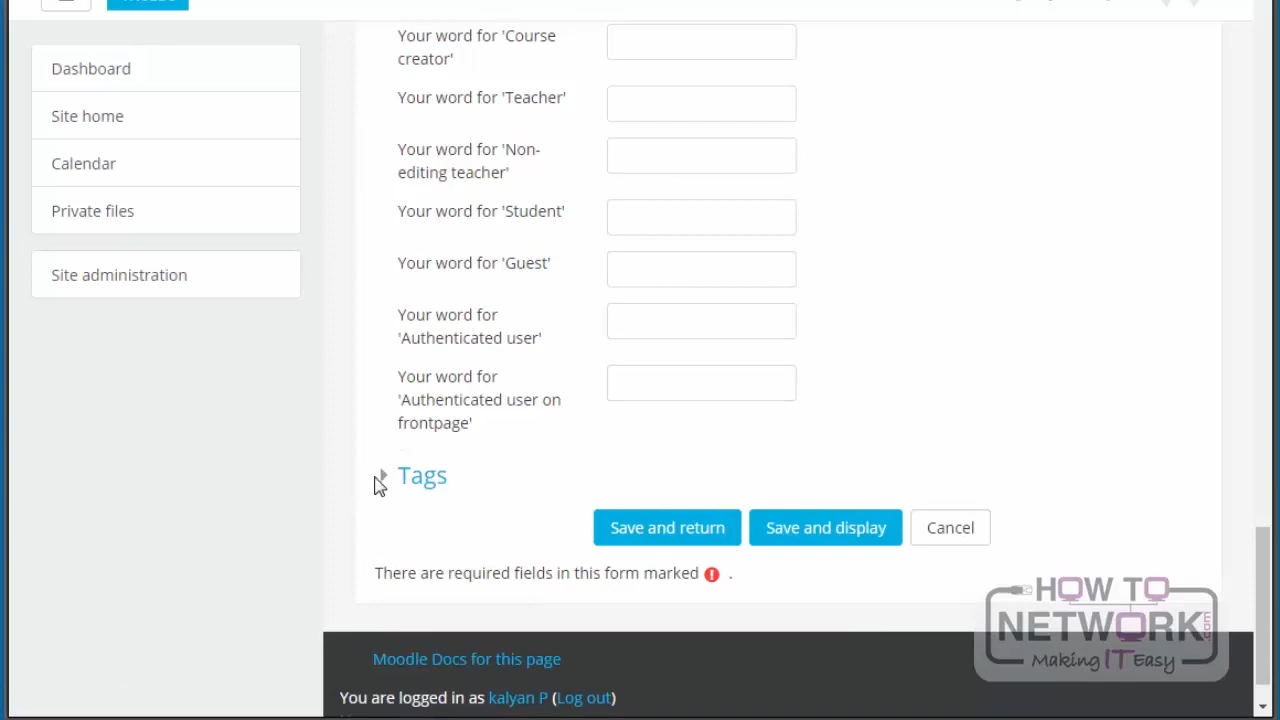 Dashboard
Site home
Calendar
Private files
Site administration
Your word for 'Course
creator'
Your word for 'Teacher'
Your word for 'Non-
editing teacher'
Your word for 'Student'
Your word for 'Guest'
Your word for
'Authenticated user'
Your word for
'Authenticated user on
frontpage'
Tags
Save and return
Save and display
Cancel
There are required fields in this form marked ! .
Moodle Docs for this page
You are logged in as kalyan P (Log out)
HOW TO
NETWORK.com
Making IT Easy